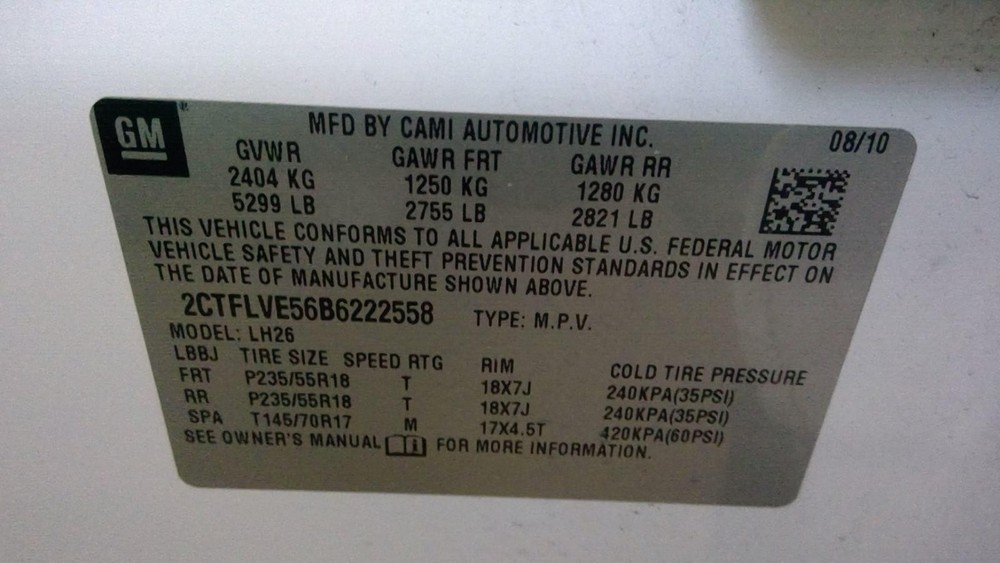 GM
MFD BY CAMI AUTOMOTIVE INC. 08/10
GVWR GAWR FRT GAWR RR
2404 KG 1250 KG 1280 KG
5299 LB 2755 LB 2821 LB
THIS VEHICLE CONFORMS TO ALL APPLICABLE U.S. FEDERAL MOTOR
VEHICLE SAFETY AND THEFT PREVENTION STANDARDS IN EFFECT ON
THE DATE OF MANUFACTURE SHOWN ABOVE.
2CTFLVE56B6222558 TYPE: M.P.V.
MODEL: LH26
LBBJ TIRE SIZE SPEED RTG RIM COLD TIRE PRESSURE
FRT P235/55R18 T 18X7J 240KPA(35PSI)
RR P235/55R18 T 18X7J 240KPA(35PSI)
SPA T145/70R17 M 17X4.5T 420KPA(60PSI)
SEE OWNER'S MANUAL FOR MORE INFORMATION.